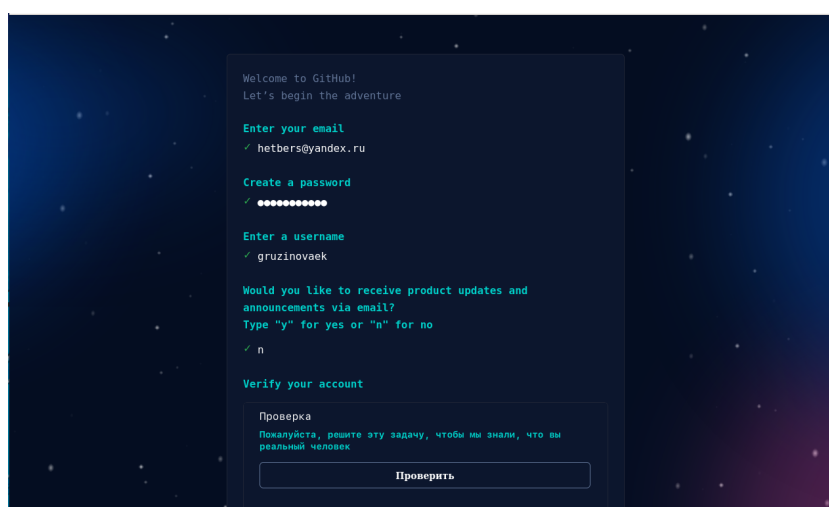 Welcome to GitHub!
Let's begin the adventure
Enter your email
✓ hetbers@yandex.ru
Create a password
✓ ●●●●●●●●●●●
Enter a username
✓ gruzinovaek
Would you like to receive product updates and
announcements via email?
Type "y" for yes or "n" for no
✓ n
Verify your account
Проверка
Пожалуйста, решите эту задачу, чтобы мы знали, что вы
реальный человек
Проверить